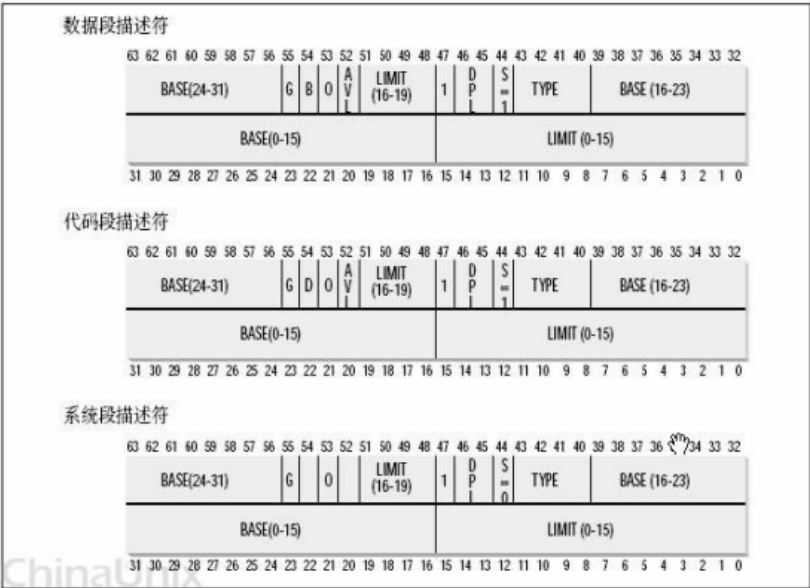 数据段描述符
63 62 61 60 59 58 57 56 55 54 53 52 51 50 49 48 47 46 45 44 43 42 41 40 39 38 37 36 35 34 33 32
BASE(24-31) G B 0 AVL LIMIT (16-19) 1 DPL S=1 TYPE BASE (16-23)
BASE(0-15) LIMIT (0-15)
31 30 29 28 27 26 25 24 23 22 21 20 19 18 17 16 15 14 13 12 11 10 9 8 7 6 5 4 3 2 1 0
代码段描述符
63 62 61 60 59 58 57 56 55 54 53 52 51 50 49 48 47 46 45 44 43 42 41 40 39 38 37 36 35 34 33 32
BASE(24-31) G D 0 AVL LIMIT (16-19) 1 DPL S=1 TYPE BASE (16-23)
BASE(0-15) LIMIT (0-15)
31 30 29 28 27 26 25 24 23 22 21 20 19 18 17 16 15 14 13 12 11 10 9 8 7 6 5 4 3 2 1 0
系统段描述符
63 62 61 60 59 58 57 56 55 54 53 52 51 50 49 48 47 46 45 44 43 42 41 40 39 38 37 36 34 33 32
BASE(24-31) G 0 LIMIT (16-19) 1 DPL S=0 TYPE BASE (16-23)
BASE(0-15) LIMIT (0-15)
31 30 29 28 27 26 25 24 23 22 21 20 19 18 17 16 15 14 13 12 11 10 9 8 7 6 5 4 3 2 1 0
ChinaUnix